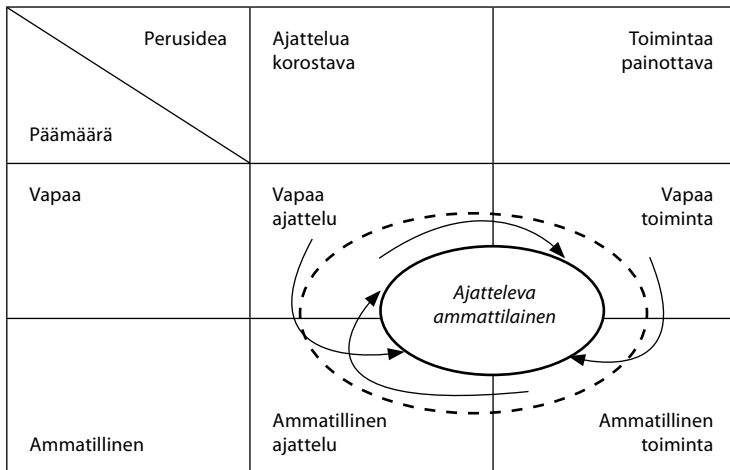 Perusidea
Päämäärä
Ajattelua
korostava
Toimintaa
painottava
Vapaa
Vapaa
ajattelu
Vapaa
toiminta
Ajatteleva
ammattilainen
Ammatillinen
Ammatillinen
ajattelu
Ammatillinen
toiminta